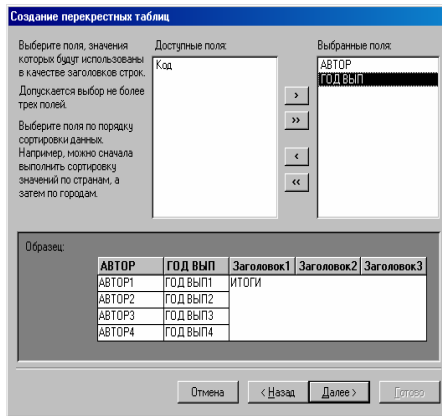 Создание перекрестных таблиц
Выберите поля, значения
которых будут использованы
в качестве заголовков строк.
Допускается выбор не более
трех полей.
Выберите поля по порядку
сортировки данных.
Например, можно сначала
выполнить сортировку
значений по странам, а
затем по городам.
Доступные поля:
Код
>
>>
<
<<
Выбранные поля:
АВТОР
ГОД ВЫП
Образец:
АВТОР ГОД ВЫП Заголовок1 Заголовок2 Заголовок3
АВТОР1 ГОД ВЫП1 ИТОГИ
АВТОР2 ГОД ВЫП2
АВТОР3 ГОД ВЫП3
АВТОР4 ГОД ВЫП4
Отмена < Назад Далее > Готово